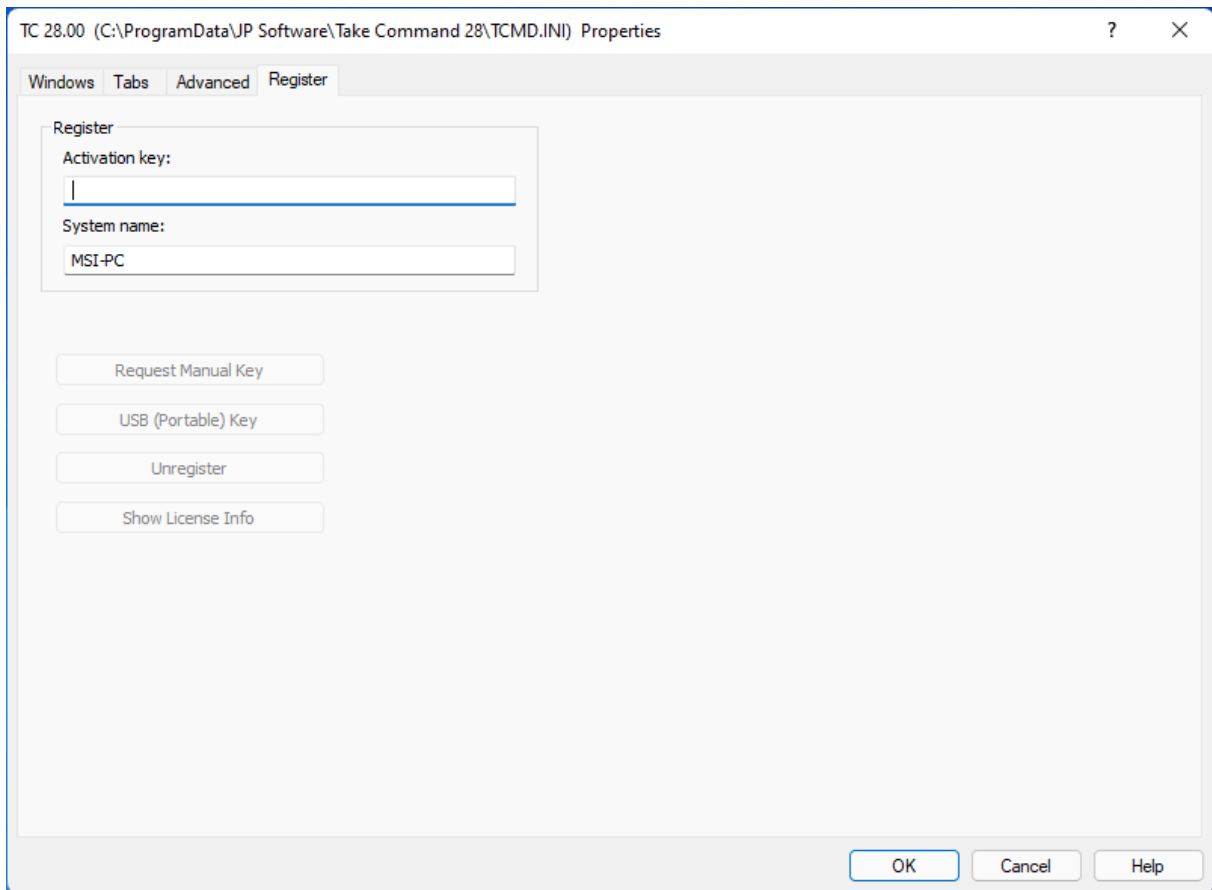 TC 28.00 (C:\ProgramData\JP Software\Take Command 28\TCMD.INI) Properties ?
Windows Tabs Advanced Register
Register
Activation key:
System name:
MSI-PC
Request Manual Key
USB (Portable) Key
Unregister
Show License Info
OK Cancel Help